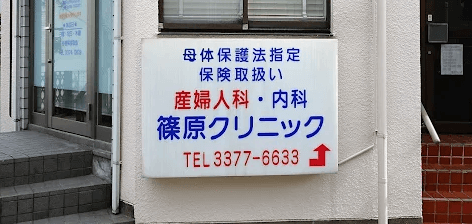 母体保護法指定
保険取扱い
産婦人科・内科
篠原クリニック
TEL 3377-6633